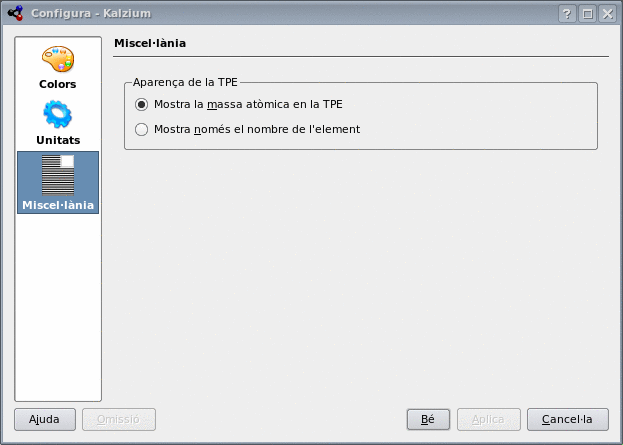 Configura - Kalzium
Colors
Unitats
Miscel·lània
Miscel·lània
Aparença de la TPE
Mostra la massa atòmica en la TPE
Mostra només el nombre de l'element
Ajuda
Omissió
Bé
Aplica
Cancel·la